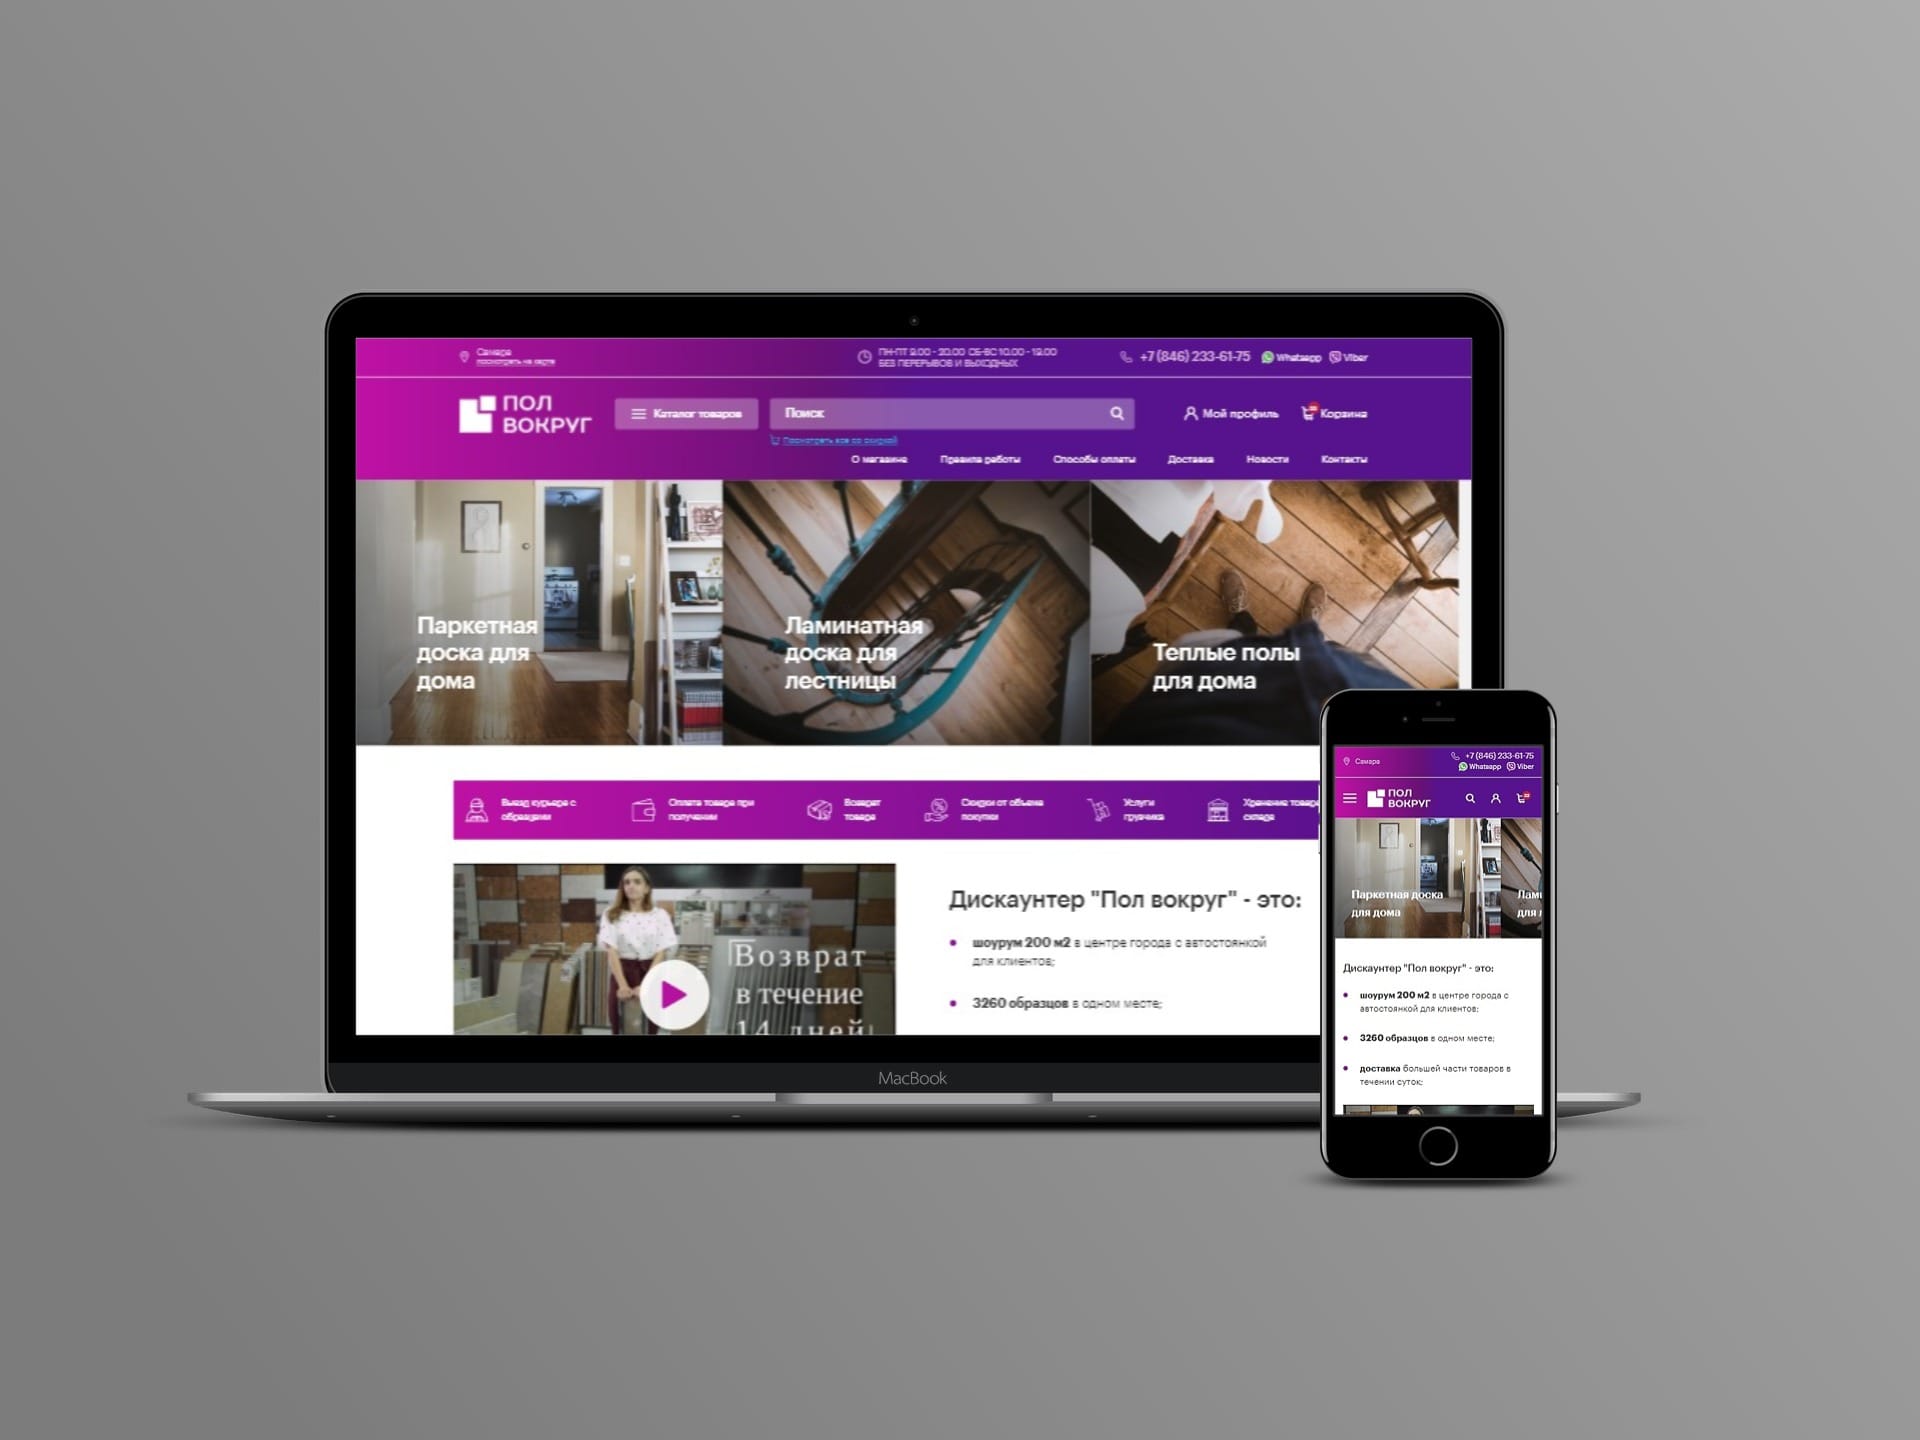 Самара
посмотреть на карте
ПН-ПТ 9.00 - 20.00 СБ-ВС 10.00 - 19.00
БЕЗ ПЕРЕРЫВОВ И ВЫХОДНЫХ
+7 (846) 233-61-75
Whatsapp
Viber
ПОЛ
ВОКРУГ
Каталог товаров
Поиск
Мой профиль
Корзина
Посмотреть все со скидкой
О магазине
Правила работы
Способы оплаты
Доставка
Новости
Контакты
Паркетная
доска для
дома
Ламинатная
доска для
лестницы
Теплые полы
для дома
Выезд курьера с
образцами
Оплата товара при
получении
Возврат
товара
Скидки от объема
покупки
Услуги
грузчика
Хранение товара
складе
Возврат
в течение
14 дней
Дискаунтер "Пол вокруг" - это:
шоурум 200 м2 в центре города с автостоянкой
для клиентов;
3260 образцов в одном месте;
MacBook
Самара
+7 (846) 233-61-75
Whatsapp
Viber
ПОЛ
ВОКРУГ
Паркетная доска
для дома
Лами
для л
Дискаунтер "Пол вокруг" - это:
шоурум 200 м2 в центре города с
автостоянкой для клиентов;
3260 образцов в одном месте;
доставка большей части товаров в
течении суток;